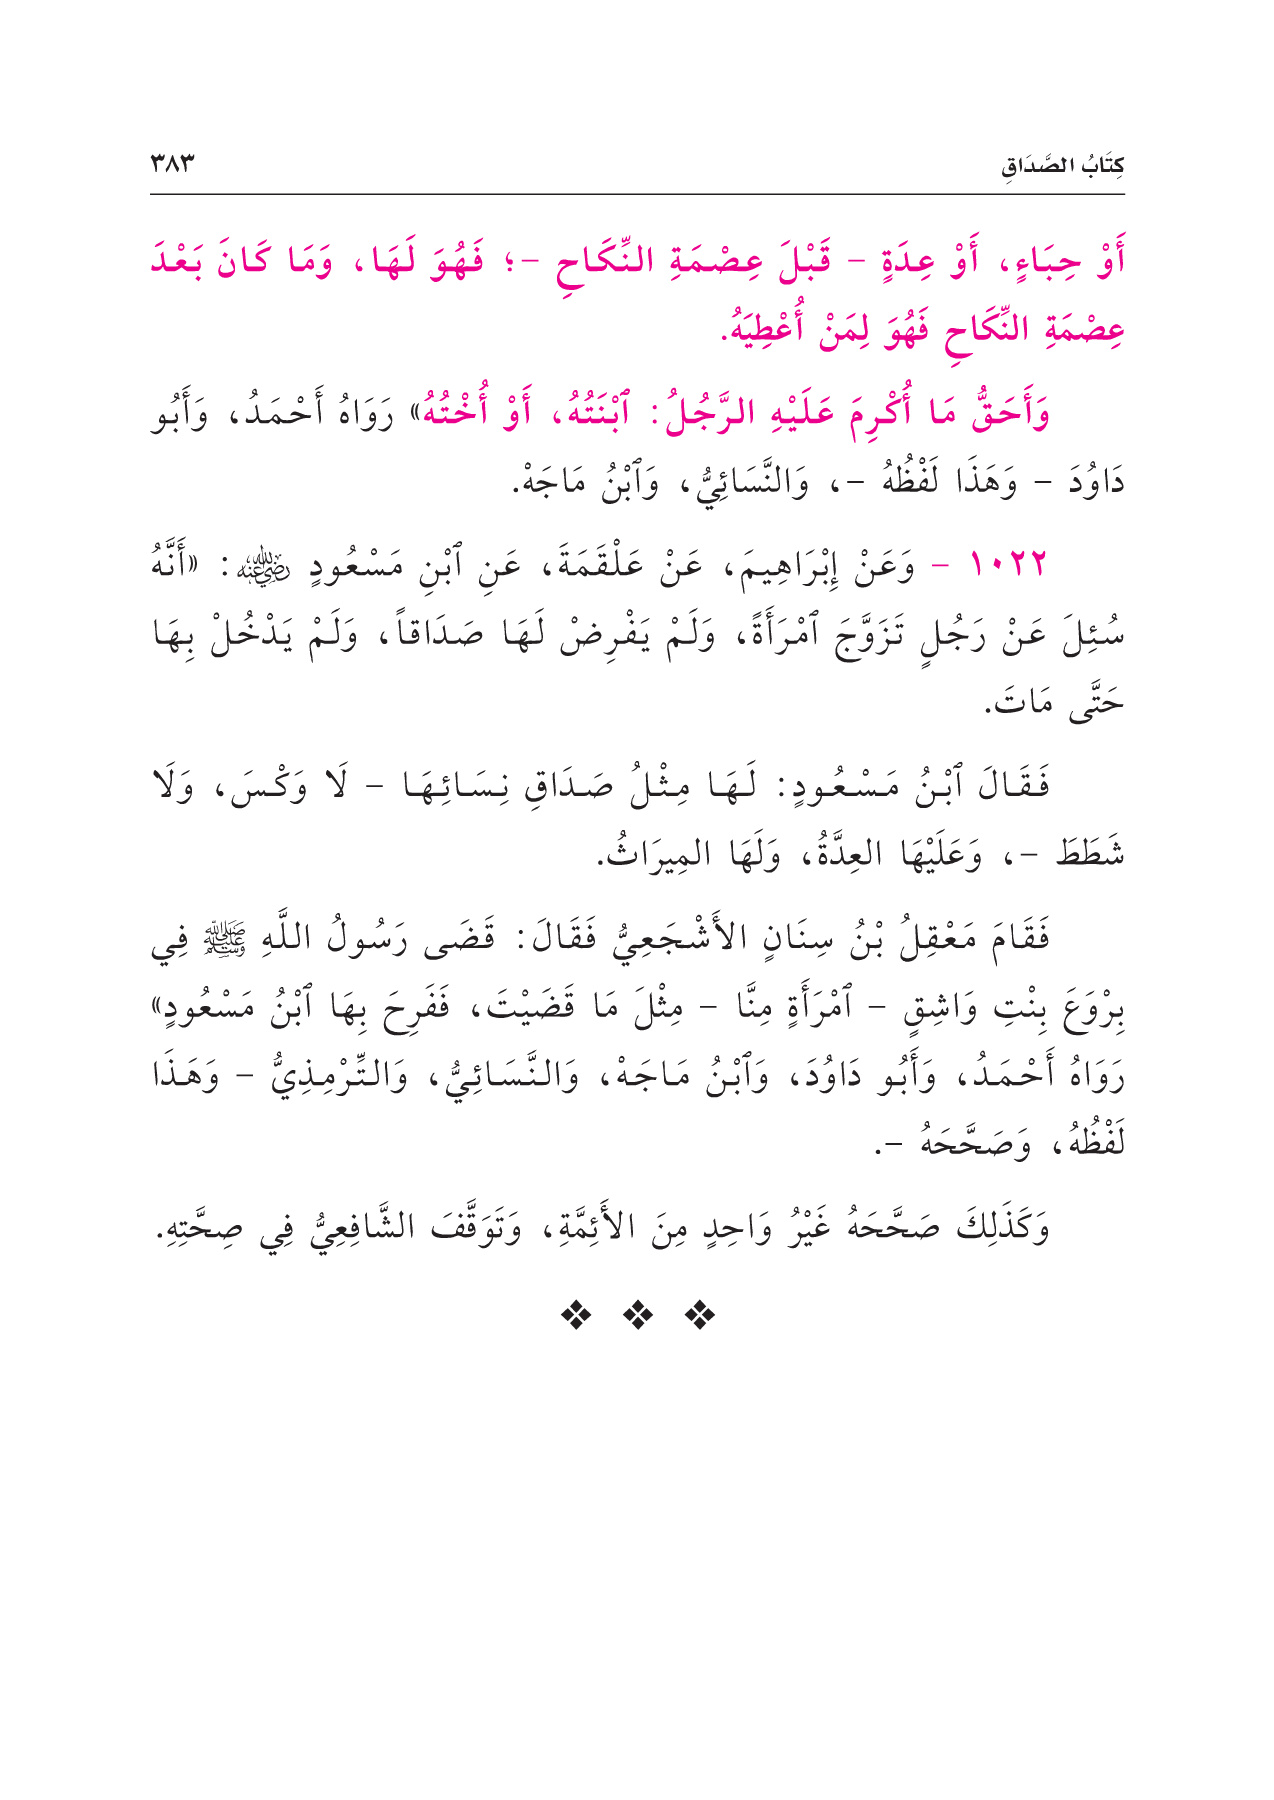 كِتَابُ الصَّدَاقِ ٣٨٣
أَوْ حِبَاءٍ، أَوْ عِدَةٍ – قَبْلَ عِصْمَةِ النِّكَاحِ –؛ فَهُوَ لَهَا، وَمَا كَانَ بَعْدَ
عِصْمَةِ النِّكَاحِ فَهُوَ لِمَنْ أُعْطِيَهُ.
وَأَحَقُّ مَا أُكْرِمَ عَلَيْهِ الرَّجُلُ: ٱبْنَتُهُ، أَوْ أُخْتُهُ» رَوَاهُ أَحْمَدُ، وَأَبُو
دَاوُدَ – وَهَذَا لَفْظُهُ –، وَالنَّسَائِيُّ، وَٱبْنُ مَاجَهْ.
١٠٢٢ – وَعَنْ إِبْرَاهِيمَ، عَنْ عَلْقَمَةَ، عَنِ ٱبْنِ مَسْعُودٍ رضي الله عنه: «أَنَّهُ
سُئِلَ عَنْ رَجُلٍ تَزَوَّجَ ٱمْرَأَةً، وَلَمْ يَفْرِضْ لَهَا صَدَاقاً، وَلَمْ يَدْخُلْ بِهَا
حَتَّى مَاتَ.
فَقَالَ ٱبْنُ مَسْعُودٍ: لَهَا مِثْلُ صَدَاقِ نِسَائِهَا – لَا وَكْسَ، وَلَا
شَطَطَ –، وَعَلَيْهَا العِدَّةُ، وَلَهَا المِيرَاثُ.
فَقَامَ مَعْقِلُ بْنُ سِنَانٍ الأَشْجَعِيُّ فَقَالَ: قَضَى رَسُولُ اللَّهِ ﷺ فِي
بِرْوَعَ بِنْتِ وَاشِقٍ – ٱمْرَأَةٍ مِنَّا – مِثْلَ مَا قَضَيْتَ، فَفَرِحَ بِهَا ٱبْنُ مَسْعُودٍ»
رَوَاهُ أَحْمَدُ، وَأَبُو دَاوُدَ، وَٱبْنُ مَاجَهْ، وَالنَّسَائِيُّ، وَالتِّرْمِذِيُّ – وَهَذَا
لَفْظُهُ، وَصَحَّحَهُ –.
وَكَذَلِكَ صَحَّحَهُ غَيْرُ وَاحِدٍ مِنَ الأَئِمَّةِ، وَتَوَقَّفَ الشَّافِعِيُّ فِي صِحَّتِهِ.